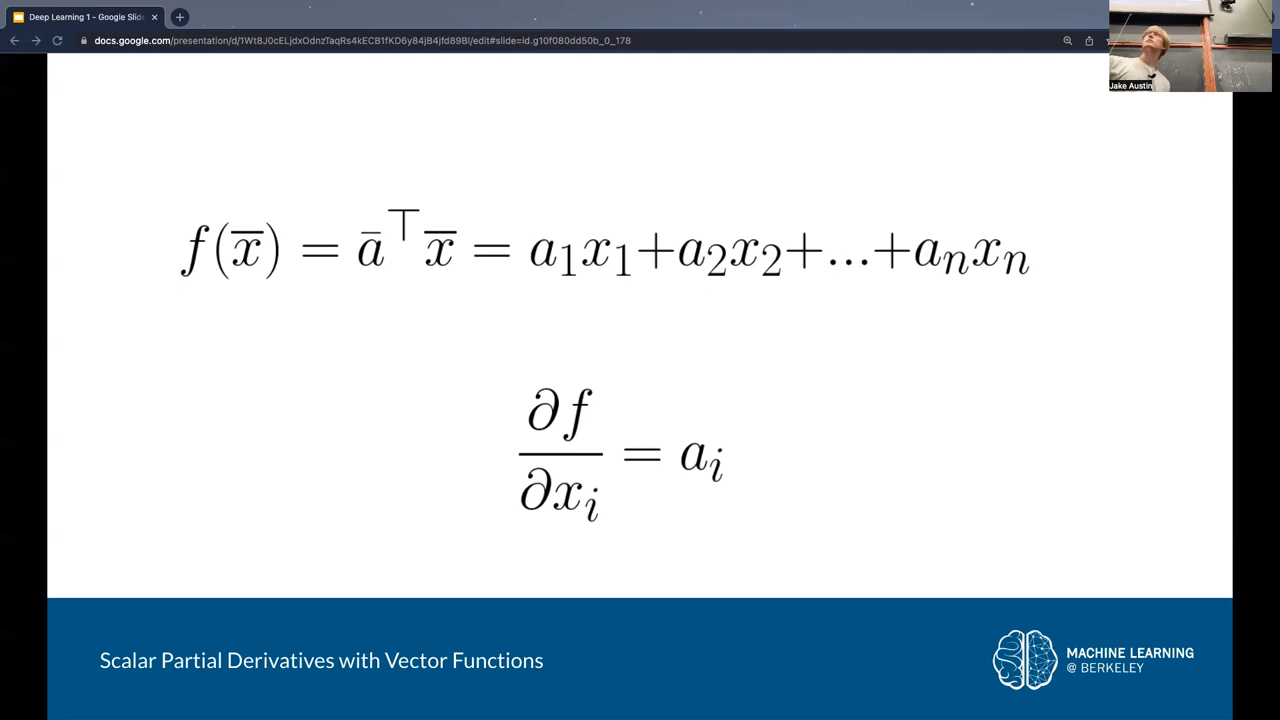 Deep Learning 1 - Google Slid
docs.google.com/presentation/d/1Wt8J0cELjdxOdnzTaqRs4kECB1fKD6y84jB4jfd89BI/edit#slide=id.g10f080dd50b_0_178
Jake Austin
f(x̅) = a̅⊤ x̅ = a₁x₁+a₂x₂+...+aₙxₙ
∂f/∂xᵢ = aᵢ
Scalar Partial Derivatives with Vector Functions
MACHINE LEARNING
@ BERKELEY